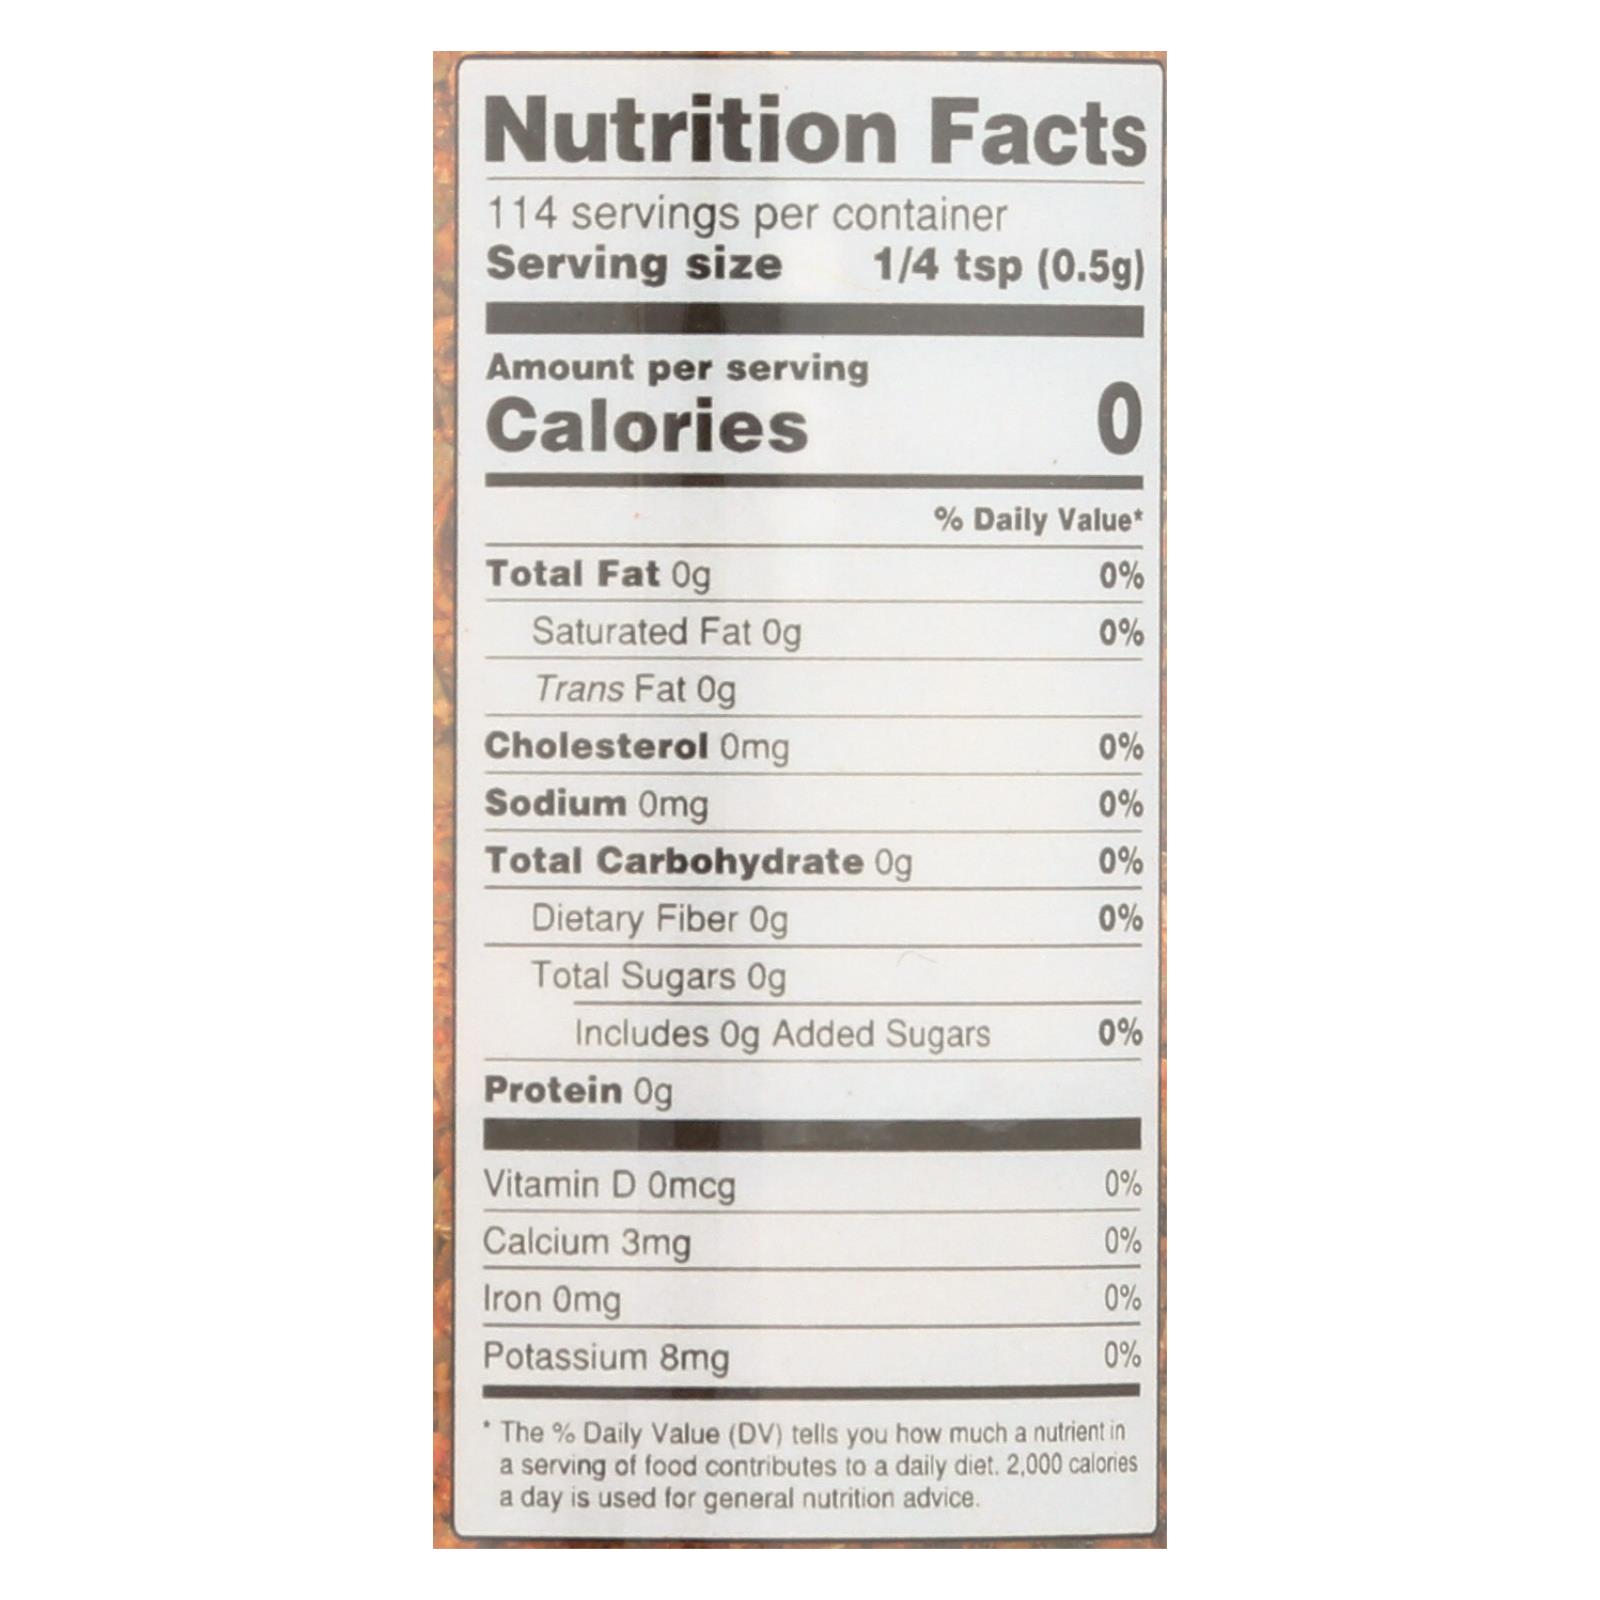 Nutrition Facts
114 servings per container
Serving size 1/4 tsp (0.5g)
Amount per serving
Calories 0
% Daily Value*
Total Fat 0g 0%
Saturated Fat 0g 0%
Trans Fat 0g
Cholesterol 0mg 0%
Sodium 0mg 0%
Total Carbohydrate 0g 0%
Dietary Fiber 0g 0%
Total Sugars 0g
Includes 0g Added Sugars 0%
Protein 0g
Vitamin D 0mcg 0%
Calcium 3mg 0%
Iron 0mg 0%
Potassium 8mg 0%
* The % Daily Value (DV) tells you how much a nutrient in
a serving of food contributes to a daily diet. 2,000 calories
a day is used for general nutrition advice.